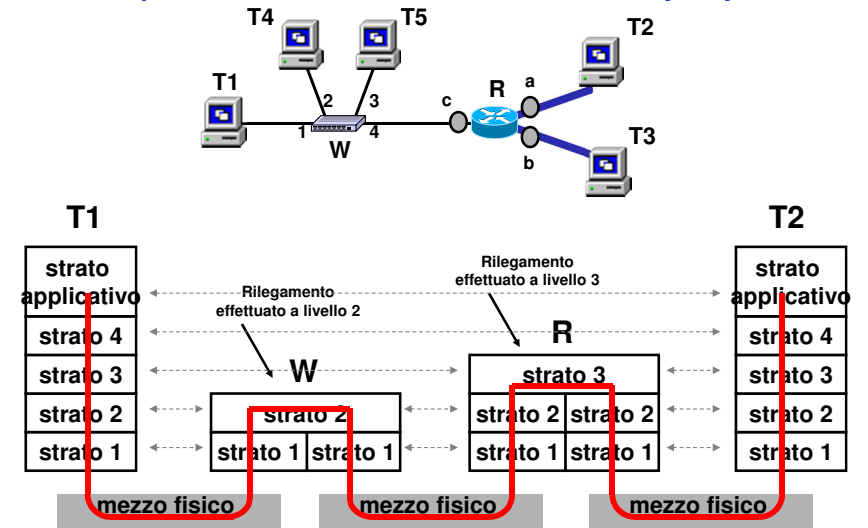 T4
T5
T2
T1
R
a
c
2
3
1
4
W
b
T3
T1
T2
strato
applicativo
Rilegamento
effettuato a livello 2
Rilegamento
effettuato a livello 3
strato
applicativo
strato 4
R
strato 4
strato 3
W
strato 3
strato 3
strato 2
strato 2
strato 2
strato 2
strato 2
strato 1
strato 1
strato 1
strato 1
strato 1
strato 1
mezzo fisico
mezzo fisico
mezzo fisico